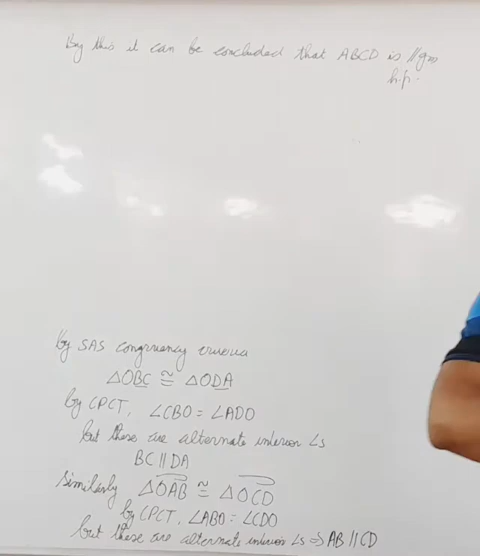 By this it can be concluded that ABCD is ||gm
h.p.
by SAS congruency criteria
△OBC ≅ △ODA
by CPCT, ∠CBO = ∠ADO
but these are alternate interior ∠s
BC || DA
Similarly △OAB ≅ △OCD
by CPCT, ∠ABO = ∠CDO
but these are alternate interior ∠s ⇒ AB || CD